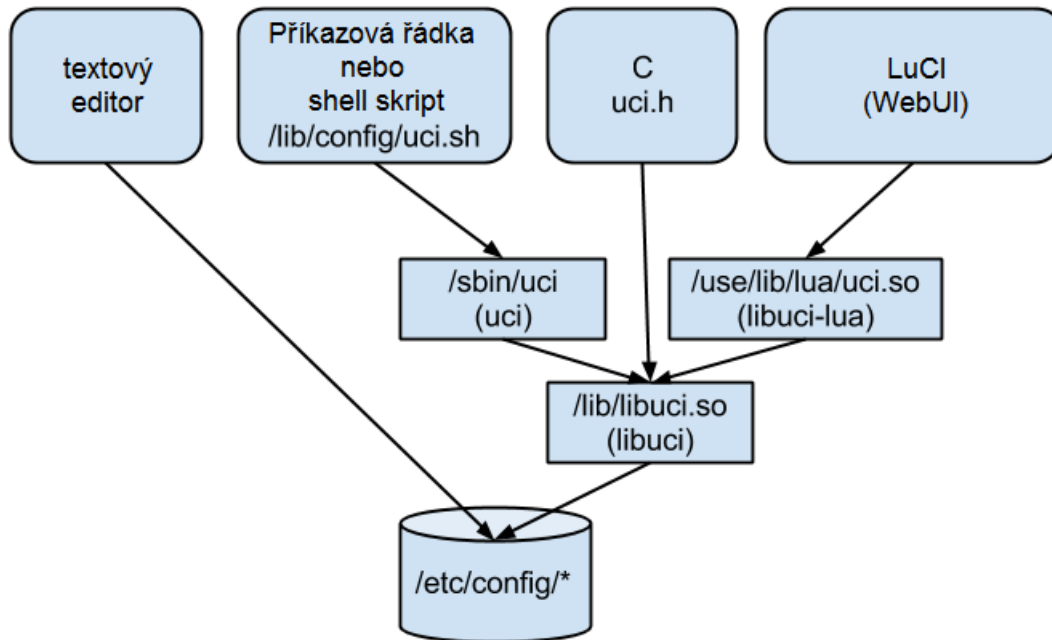 textový
editor
Příkazová řádka
nebo
shell skript
/lib/config/uci.sh
C
uci.h
LuCI
(WebUI)
/sbin/uci
(uci)
/use/lib/lua/uci.so
(libuci-lua)
/lib/libuci.so
(libuci)
/etc/config/*